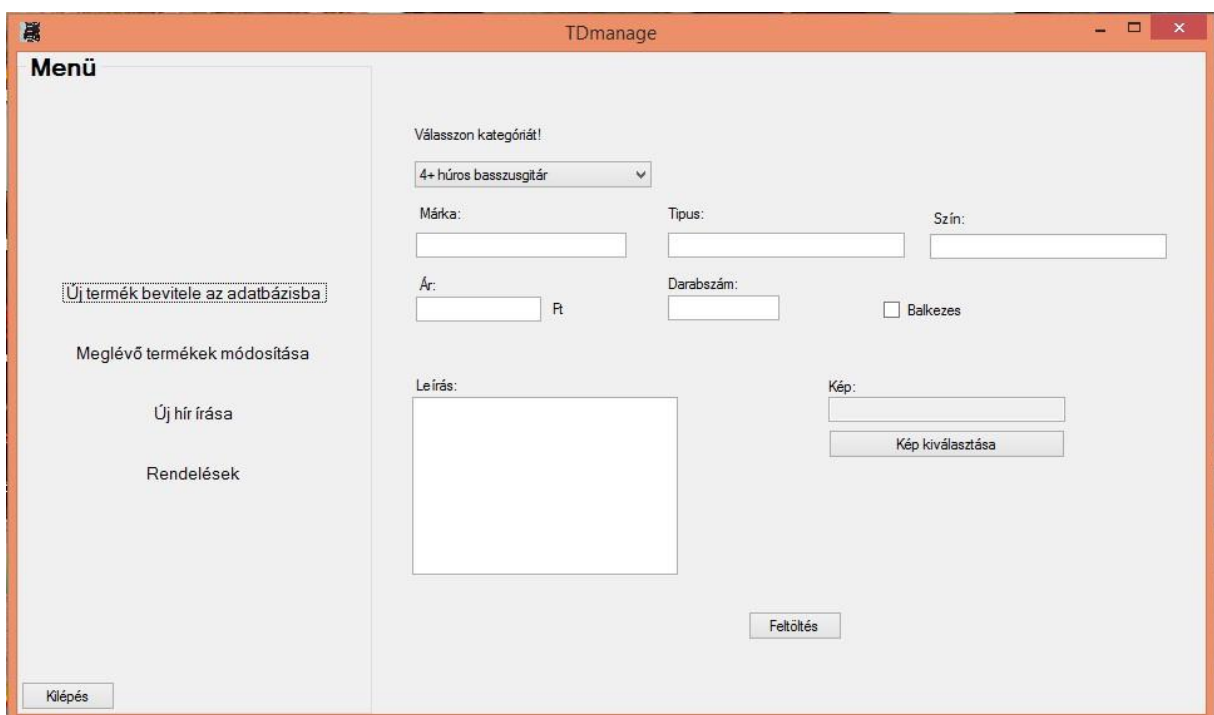 TDmanage
Menü
Válasszon kategóriát!
4+ húros basszusgitár
Márka:
Tipus:
Szín:
Új termék bevitele az adatbázisba
Ár:
Ft
Darabszám:
Balkezes
Meglévő termékek módosítása
Új hír írása
Rendelések
Leírás:
Kép:
Kép kiválasztása
Feltöltés
Kilépés